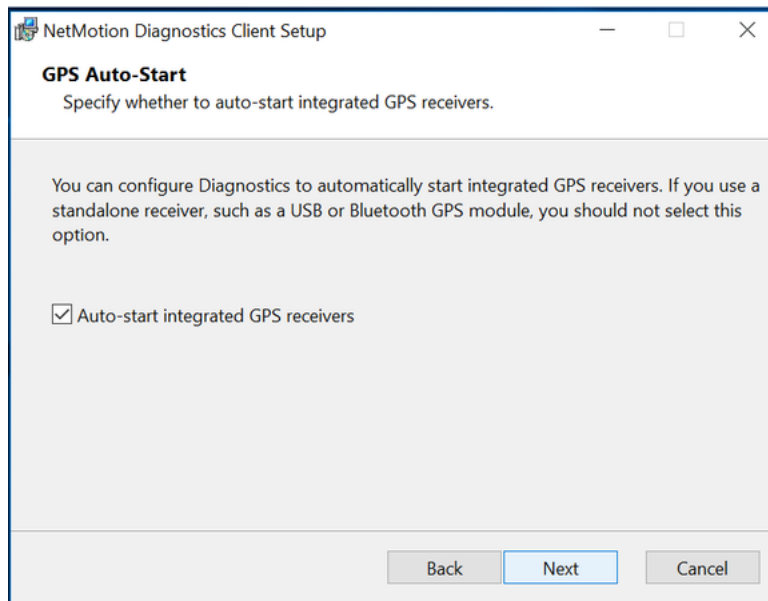 NetMotion Diagnostics Client Setup
GPS Auto-Start
Specify whether to auto-start integrated GPS receivers.
You can configure Diagnostics to automatically start integrated GPS receivers. If you use a
standalone receiver, such as a USB or Bluetooth GPS module, you should not select this
option.
Auto-start integrated GPS receivers
Back Next Cancel